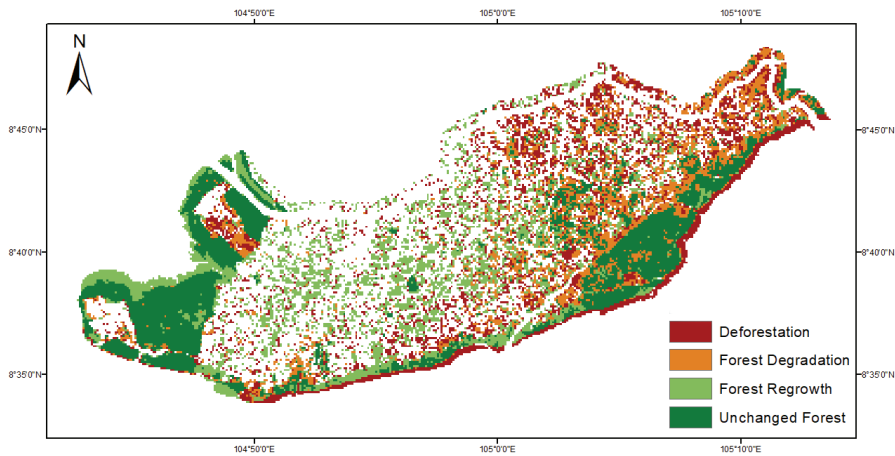 104°50'0"E 105°0'0"E 105°10'0"E
N
8°45'0"N 8°45'0"N
8°40'0"N 8°40'0"N
Deforestation
Forest Degradation
8°35'0"N 8°35'0"N
Forest Regrowth
Unchanged Forest
104°50'0"E 105°0'0"E 105°10'0"E